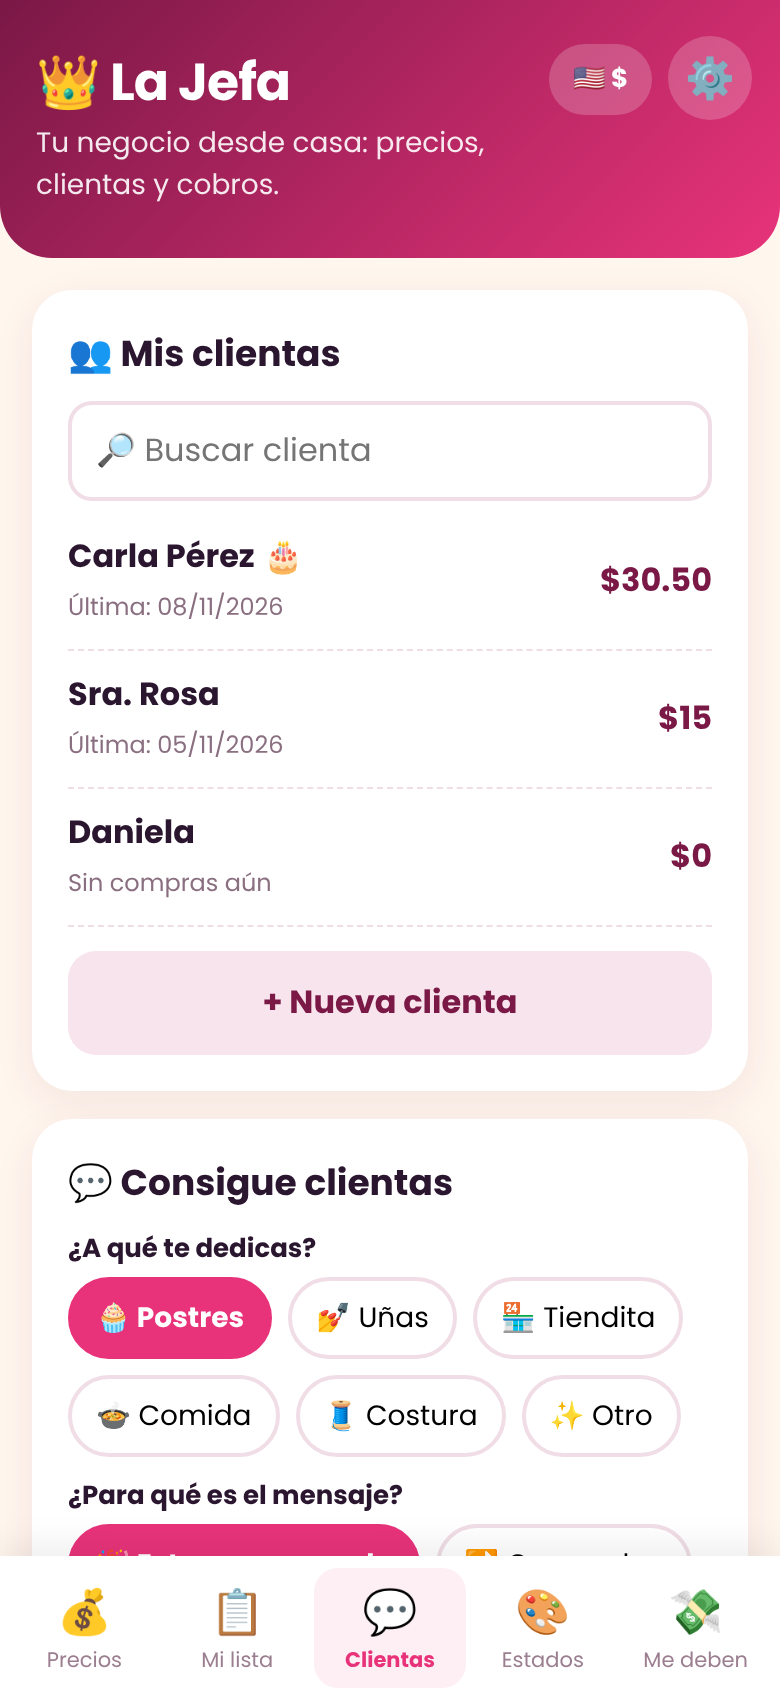 👑 La Jefa
🇺🇸 $
⚙️
Tu negocio desde casa: precios,
clientas y cobros.
👥 Mis clientas
🔎 Buscar clienta
Carla Pérez 🎂
$30.50
Última: 08/11/2026
Sra. Rosa
$15
Última: 05/11/2026
Daniela
$0
Sin compras aún
+ Nueva clienta
💬 Consigue clientas
¿A qué te dedicas?
🧁 Postres
💅 Uñas
🏪 Tiendita
🍲 Comida
🧵 Costura
✨ Otro
¿Para qué es el mensaje?
Precios
Mi lista
Clientas
Estados
Me deben